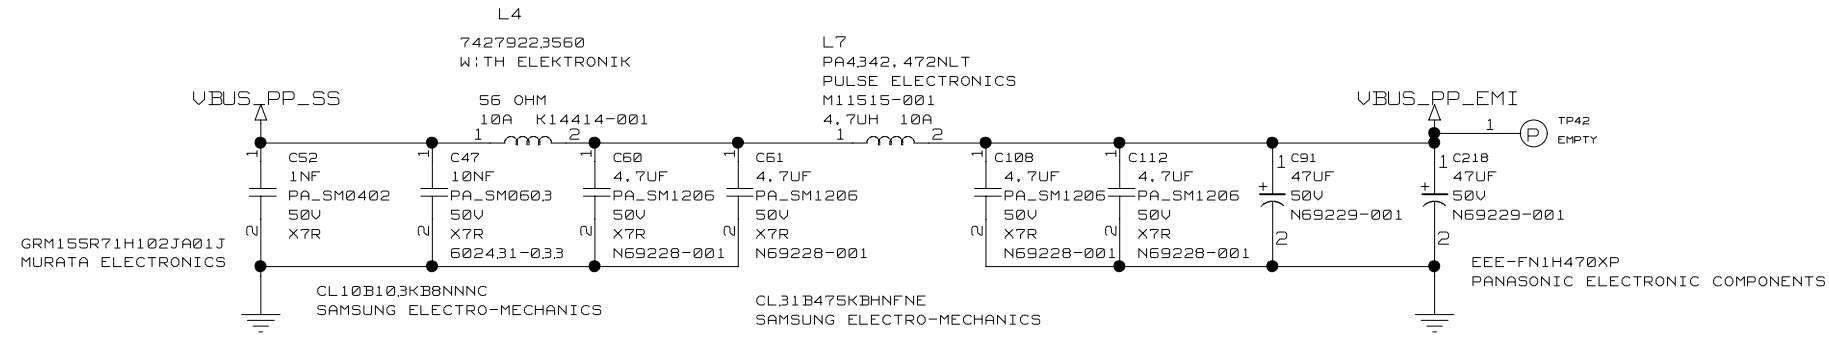 L4
74279223560
W:TH ELEKTRONIK
56 OHM
10A K14414-001
1 2
L7
PA4342.472NLT
PULSE ELECTRONICS
M11515-001
4.7UH 10A
1 2
VBUS_PP_SS
VBUS_PP_EMI
1
P
TP42
EMPTY
1
C52
1NF
PA_SM0402
50V
X7R
2
GRM155R71H102JA01J
MURATA ELECTRONICS
1
C47
10NF
PA_SM0603
50V
X7R
602431-033
2
CL10B103KB8NNNC
SAMSUNG ELECTRO-MECHANICS
1
C60
4.7UF
PA_SM1206
50V
X7R
N69228-001
2
1
C61
4.7UF
PA_SM1206
50V
X7R
N69228-001
2
CL31B475KBHNFNE
SAMSUNG ELECTRO-MECHANICS
1
C108
4.7UF
PA_SM1206
50V
X7R
N69228-001
2
1
C112
4.7UF
PA_SM1206
50V
X7R
N69228-001
2
1
C91
47UF
+
50V
N69229-001
2
1
C218
47UF
+
50V
N69229-001
2
EEE-FN1H470XP
PANASONIC ELECTRONIC COMPONENTS